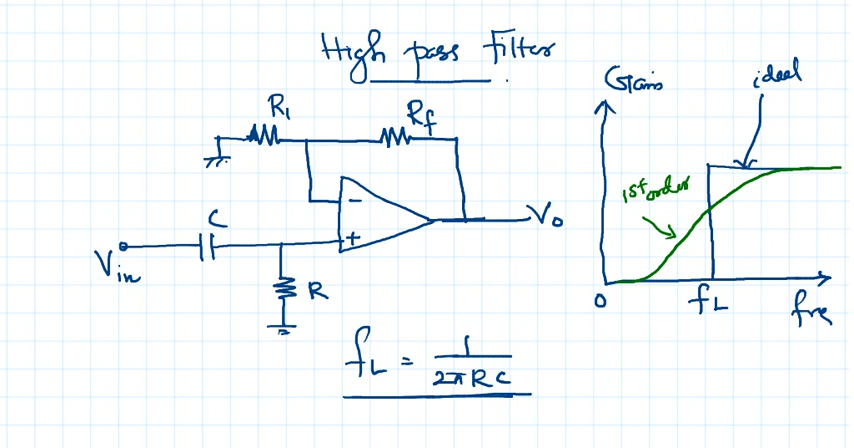 High pass Filter
R1
Rf
-
+
C
Vin
R
Vo
fL = 1 / 2πRC
Gain
ideal
1st order
0
fL
fre